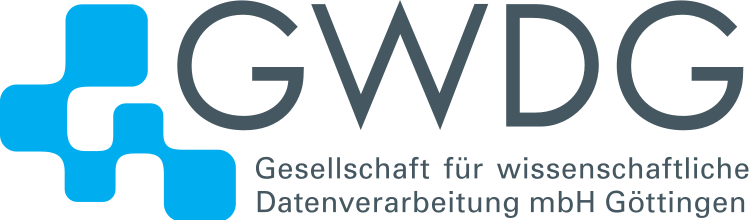 GWDG
Gesellschaft für wissenschaftliche
Datenverarbeitung mbH Göttingen